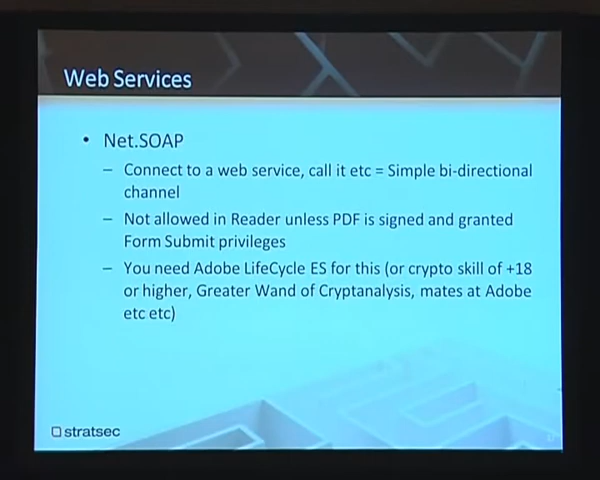 Web Services
• Net.SOAP
– Connect to a web service, call it etc = Simple bi-directional
channel
– Not allowed in Reader unless PDF is signed and granted
Form Submit privileges
– You need Adobe LifeCycle ES for this (or crypto skill of +18
or higher, Greater Wand of Cryptanalysis, mates at Adobe
etc etc)
stratsec